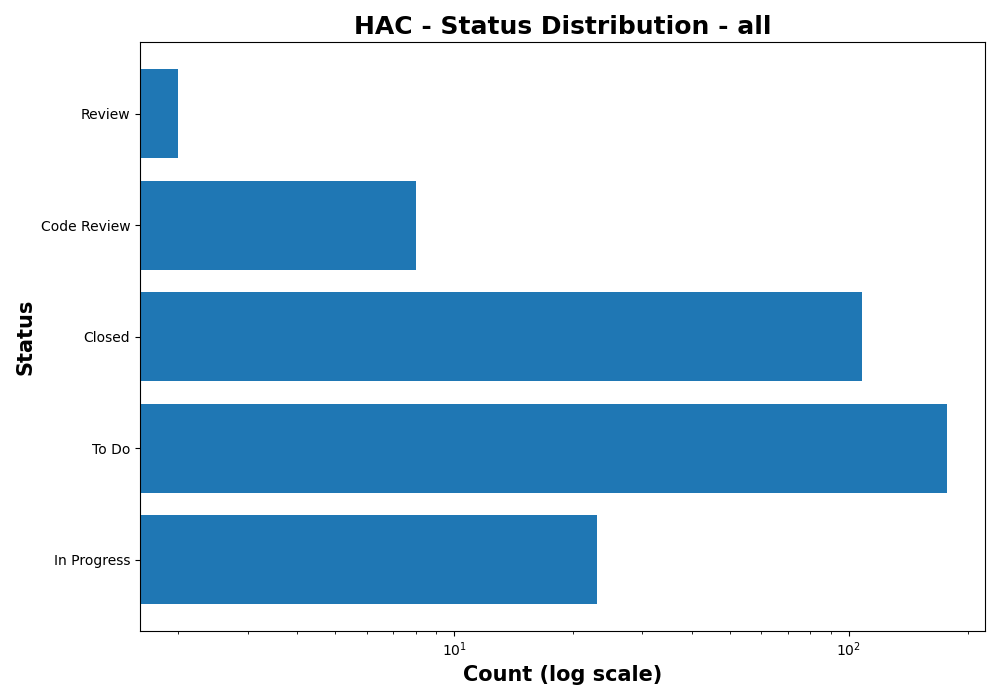 HAC - Status Distribution - all
Review
Code Review
Closed
To Do
In Progress
Status
10¹
10²
Count (log scale)